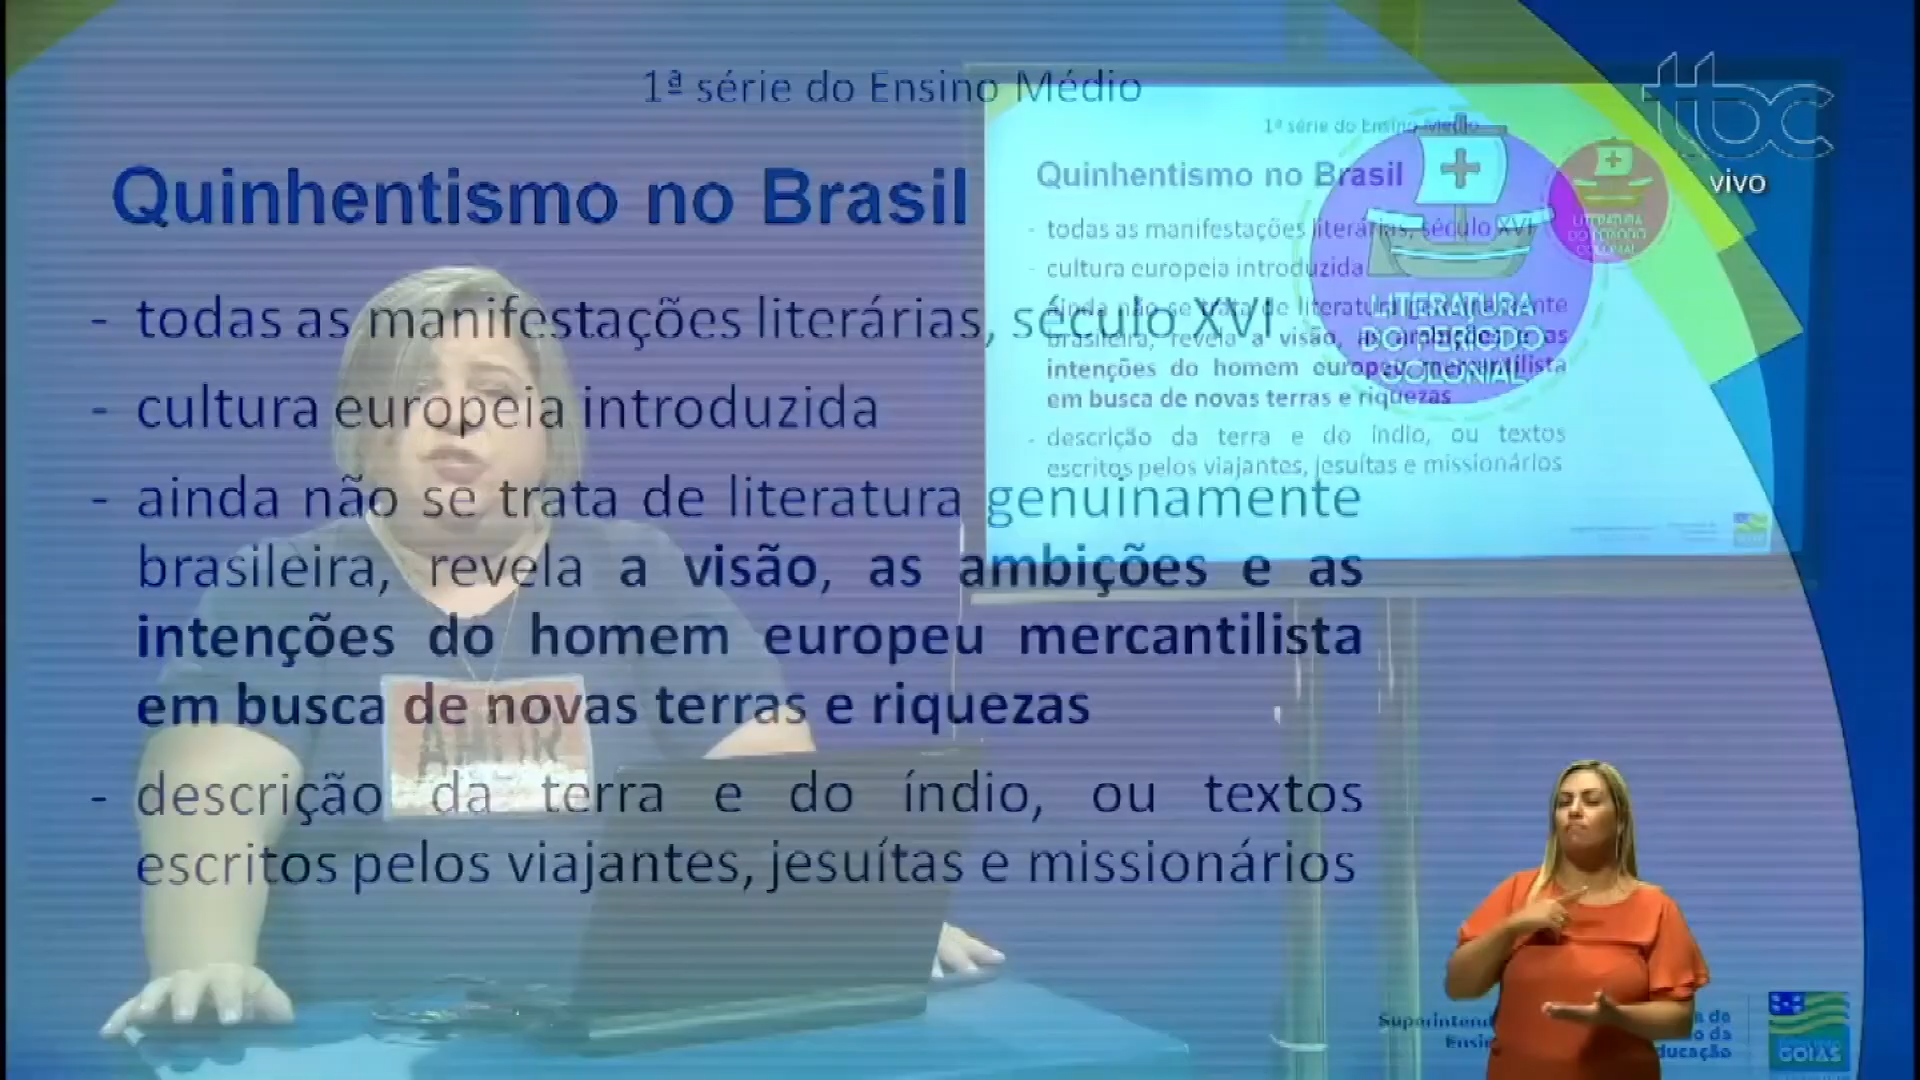 1ª série do Ensino Médio
Quinhentismo no Brasil
- todas as manifestações literárias, século XVI
- cultura europeia introduzida
- ainda não se trata de literatura genuinamente
brasileira, revela a visão, as ambições e as
intenções do homem europeu mercantilista
em busca de novas terras e riquezas
- descrição da terra e do índio, ou textos
escritos pelos viajantes, jesuítas e missionários
tbc
vivo
1ª série do Ensino Médio
Quinhentismo no Brasil
- todas as manifestações literárias, século XVI
- cultura europeia introduzida
- ainda não se trata de literatura genuinamente
brasileira, revela a visão, as ambições e as
intenções do homem europeu mercantilista
em busca de novas terras e riquezas
- descrição da terra e do índio, ou textos
escritos pelos viajantes, jesuítas e missionários
LITERATURA
DO PERÍODO
COLONIAL
LITERATURA
DO PERÍODO
COLONIAL
AMOR
GOIÁS